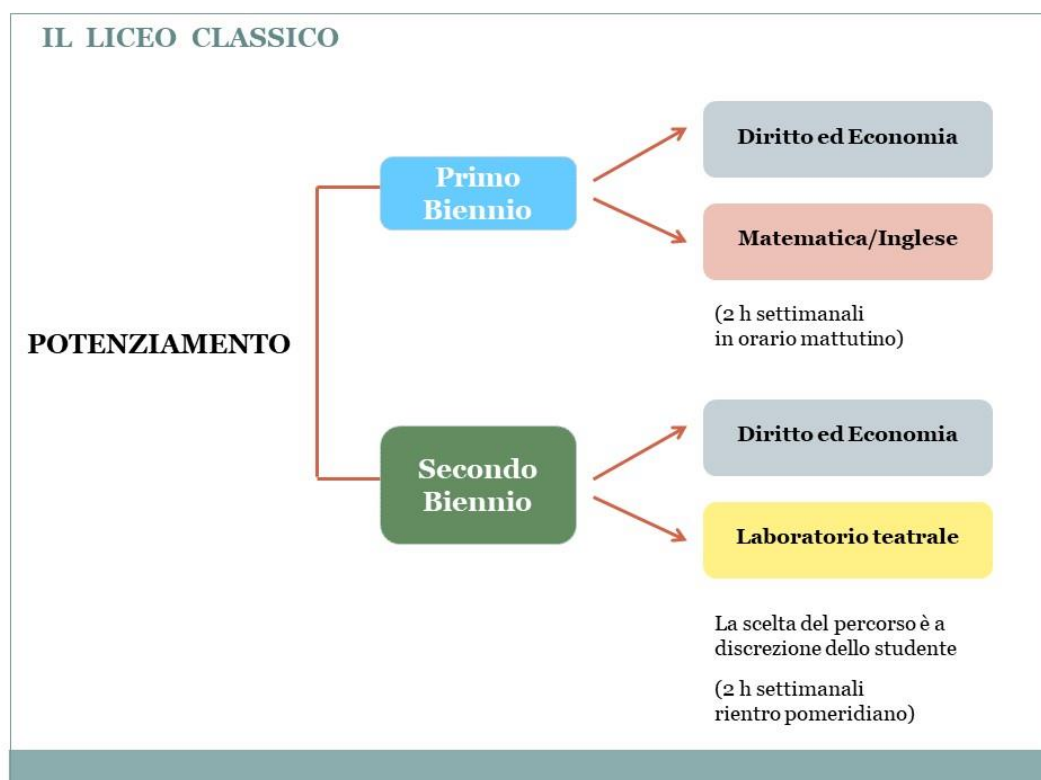 IL LICEO CLASSICO
POTENZIAMENTO
Primo
Biennio
Diritto ed Economia
Matematica/Inglese
(2 h settimanali
in orario mattutino)
Secondo
Biennio
Diritto ed Economia
Laboratorio teatrale
La scelta del percorso è a
discrezione dello studente
(2 h settimanali
rientro pomeridiano)